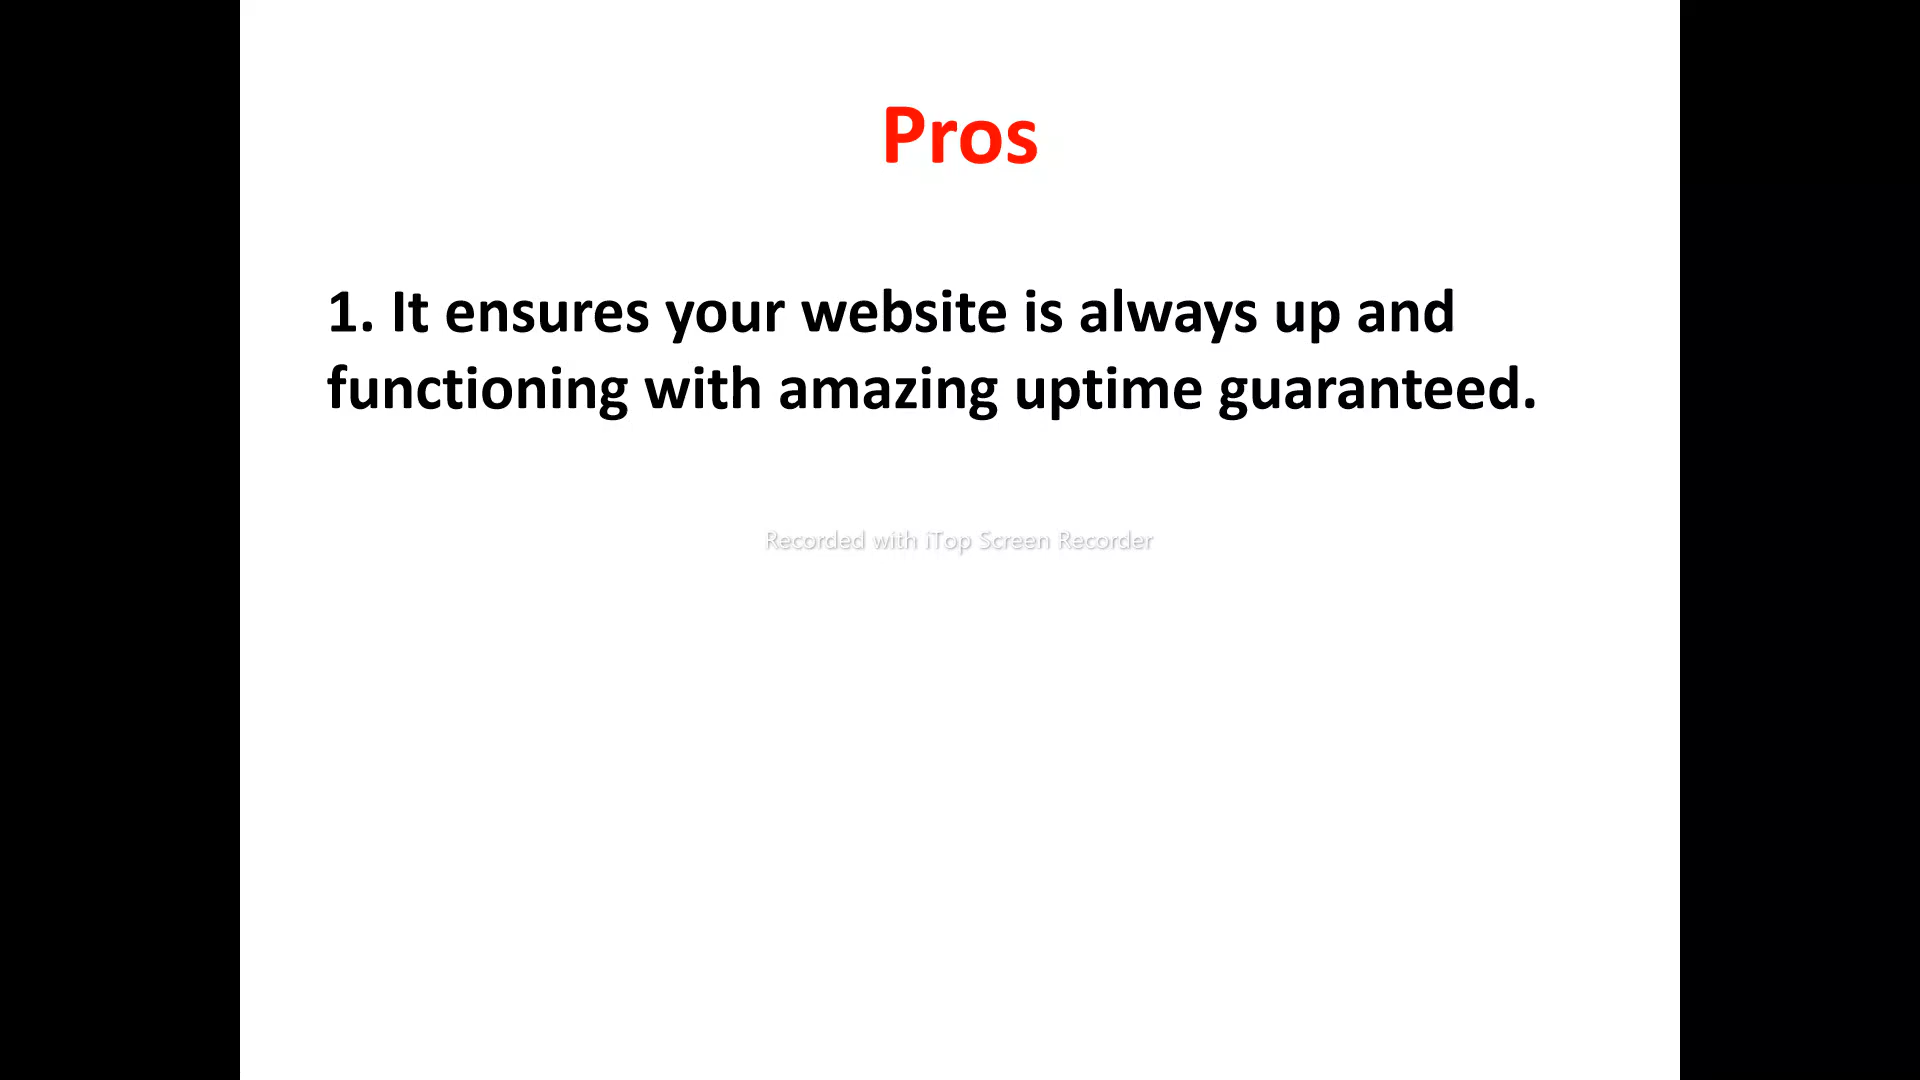 Pros
1. It ensures your website is always up and
functioning with amazing uptime guaranteed.
Recorded with iTop Screen Recorder